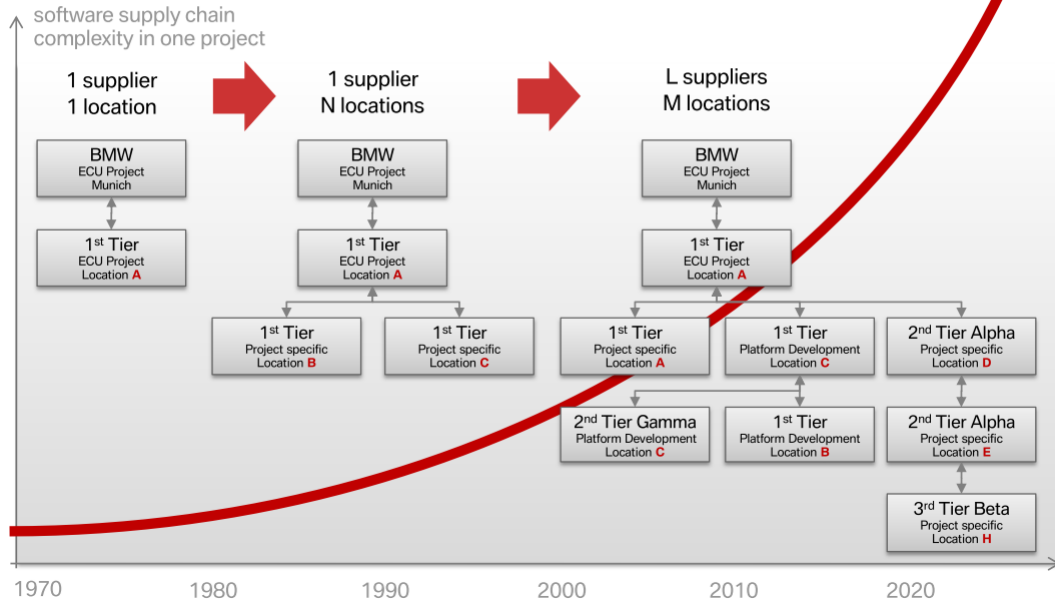 software supply chain
complexity in one project
1 supplier
1 location
1 supplier
N locations
L suppliers
M locations
BMW
ECU Project
Munich
BMW
ECU Project
Munich
BMW
ECU Project
Munich
1st Tier
ECU Project
Location A
1st Tier
ECU Project
Location A
1st Tier
ECU Project
Location A
1st Tier
Project specific
Location B
1st Tier
Project specific
Location C
1st Tier
Project specific
Location A
1st Tier
Platform Development
Location C
2nd Tier Alpha
Project specific
Location D
2nd Tier Gamma
Platform Development
Location C
1st Tier
Platform Development
Location B
2nd Tier Alpha
Project specific
Location E
3rd Tier Beta
Project specific
Location H
1970 1980 1990 2000 2010 2020